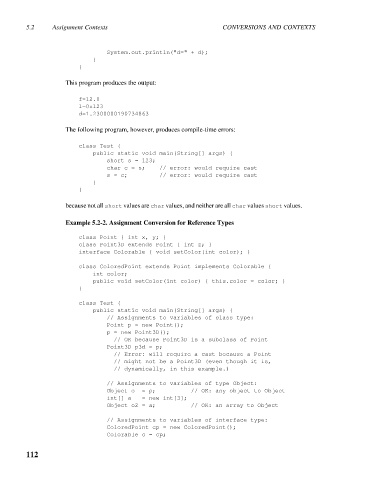 5.2 Assignment Contexts CONVERSIONS AND CONTEXTS
System.out.println("d=" + d);
}
}
This program produces the output:
f=12.0
l=0x123
d=1.2300000190734863
The following program, however, produces compile-time errors:
class Test {
public static void main(String[] args) {
short s = 123;
char c = s; // error: would require cast
s = c; // error: would require cast
}
}
because not all short values are char values, and neither are all char values short values.
Example 5.2-2. Assignment Conversion for Reference Types
class Point { int x, y; }
class Point3D extends Point { int z; }
interface Colorable { void setColor(int color); }
class ColoredPoint extends Point implements Colorable {
int color;
public void setColor(int color) { this.color = color; }
}
class Test {
public static void main(String[] args) {
// Assignments to variables of class type:
Point p = new Point();
p = new Point3D();
// OK because Point3D is a subclass of Point
Point3D p3d = p;
// Error: will require a cast because a Point
// might not be a Point3D (even though it is,
// dynamically, in this example.)
// Assignments to variables of type Object:
Object o = p; // OK: any object to Object
int[] a = new int[3];
Object o2 = a; // OK: an array to Object
// Assignments to variables of interface type:
ColoredPoint cp = new ColoredPoint();
Colorable c = cp;
112